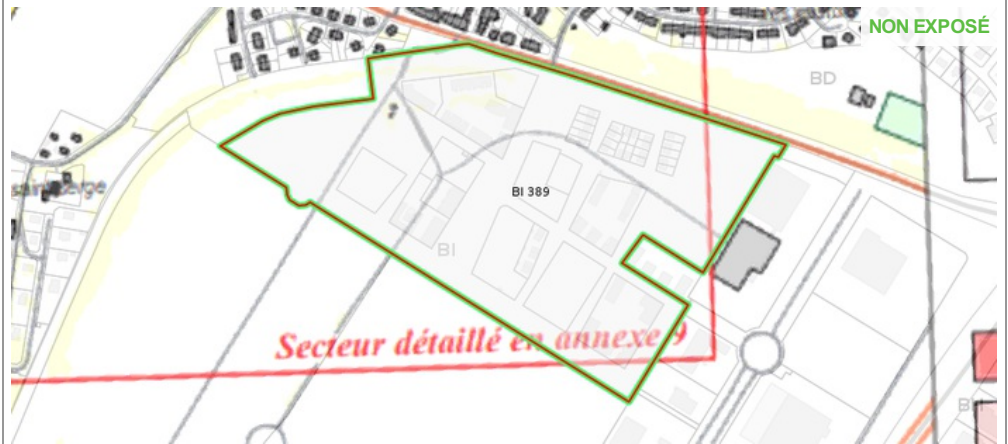 NON EXPOSÉ
BD
BI 389
BI
Secteur détaillé en annexe 9